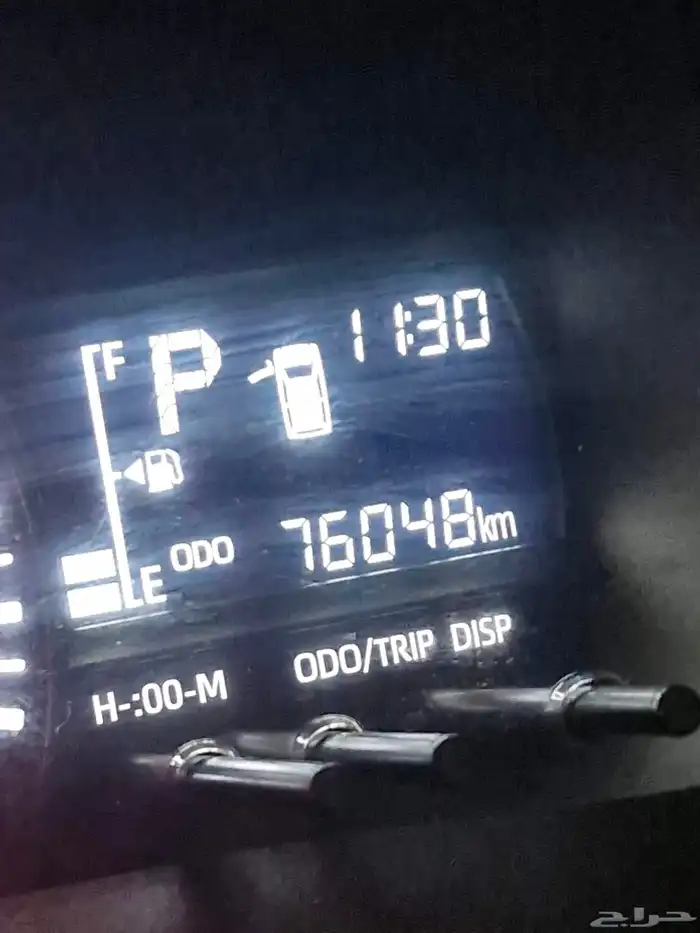 F
P
11:30
ODO
76048km
E
H-:00-M
ODO/TRIP
DISP
حراج